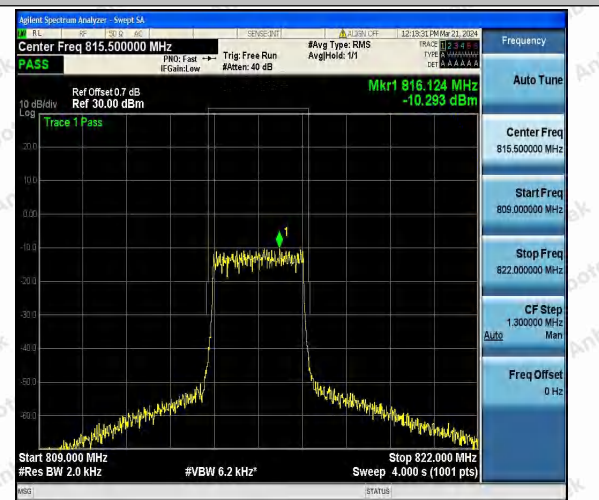 Agilent Spectrum Analyzer - Swept SA
RL RF 50 Ω AC SENSE:INT ALIGN OFF 12:13:31 PM Mar 21, 2024
Center Freq 815.500000 MHz #Avg Type: RMS TRACE 1 2 3 4 5 6
PASS PNO: Fast Trig: Free Run Avg|Hold: 1/1 TYPE
IFGain:Low #Atten: 40 dB DET A A A A A A
Mkr1 816.124 MHz
-10.293 dBm
Ref Offset 0.7 dB
10 dB/div Ref 30.00 dBm
Log
Trace 1 Pass
20.0
10.0
0.00
-10.0
-20.0
-30.0
-40.0
-50.0
-60.0
1
Start 809.000 MHz Stop 822.000 MHz
#Res BW 2.0 kHz #VBW 6.2 kHz* Sweep 4.000 s (1001 pts)
MSG STATUS
Frequency
Auto Tune
Center Freq
815.500000 MHz
Start Freq
809.000000 MHz
Stop Freq
822.000000 MHz
CF Step
1.300000 MHz
Auto Man
Freq Offset
0 Hz